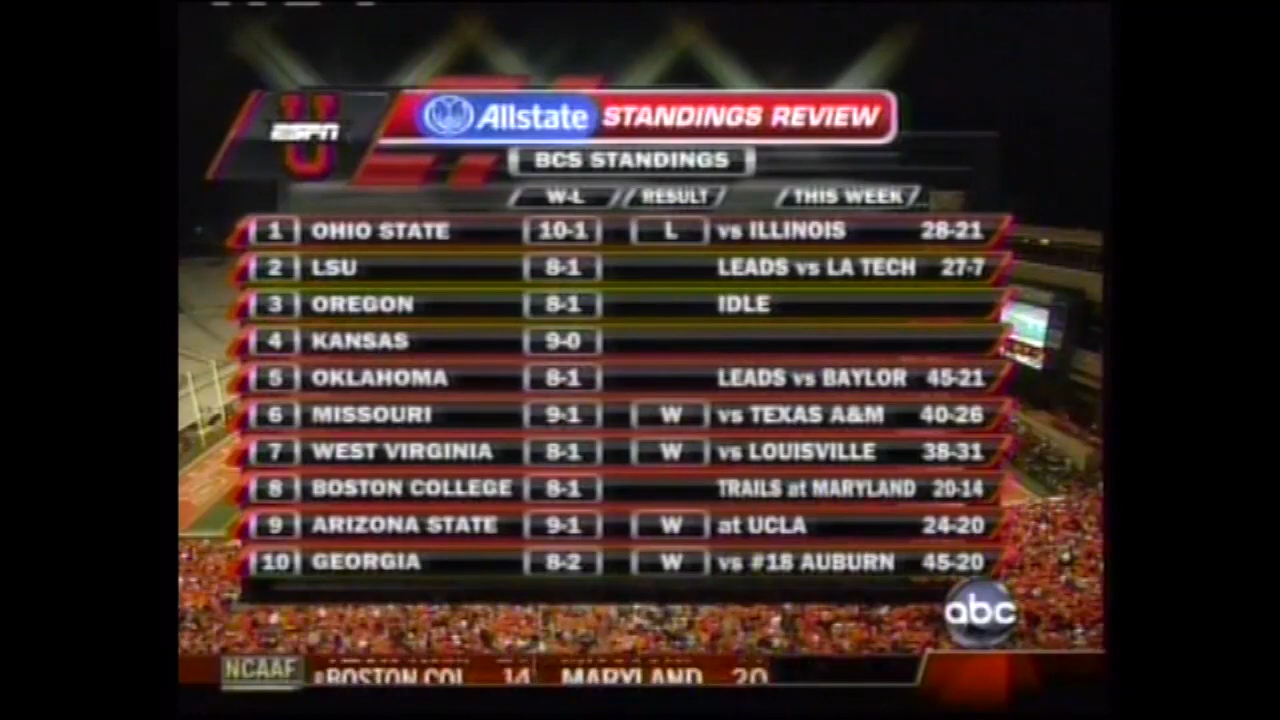 ESPN U
Allstate STANDINGS REVIEW
BCS STANDINGS
W-L RESULT THIS WEEK
1 OHIO STATE 10-1 L vs ILLINOIS 28-21
2 LSU 8-1 LEADS vs LA TECH 27-7
3 OREGON 8-1 IDLE
4 KANSAS 9-0
5 OKLAHOMA 8-1 LEADS vs BAYLOR 45-21
6 MISSOURI 9-1 W vs TEXAS A&M 40-26
7 WEST VIRGINIA 8-1 W vs LOUISVILLE 38-31
8 BOSTON COLLEGE 8-1 TRAILS at MARYLAND 20-14
9 ARIZONA STATE 9-1 W at UCLA 24-20
10 GEORGIA 8-2 W vs #18 AUBURN 45-20
abc
NCAAF 8 BOSTON COL 14 MARYLAND 20